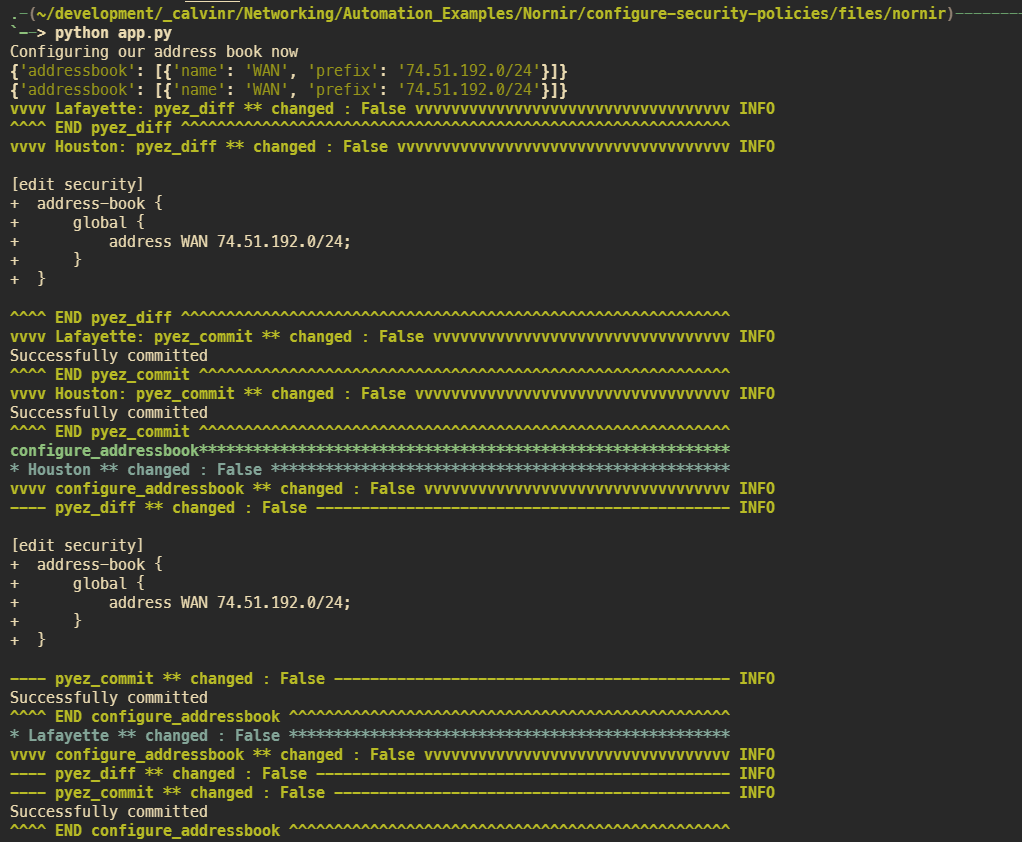 .-(~/development/_calvinr/Networking/Automation_Examples/Nornir/configure-security-policies/files/nornir)--------
`--> python app.py
Configuring our address book now
{'addressbook': [{'name': 'WAN', 'prefix': '74.51.192.0/24'}]}
{'addressbook': [{'name': 'WAN', 'prefix': '74.51.192.0/24'}]}
vvvv Lafayette: pyez_diff ** changed : False vvvvvvvvvvvvvvvvvvvvvvvvvvvvvvvvvvv INFO
^^^^ END pyez_diff ^^^^^^^^^^^^^^^^^^^^^^^^^^^^^^^^^^^^^^^^^^^^^^^^^^^^^^^^^^^^^
vvvv Houston: pyez_diff ** changed : False vvvvvvvvvvvvvvvvvvvvvvvvvvvvvvvvvvvvv INFO

[edit security]
+  address-book {
+      global {
+          address WAN 74.51.192.0/24;
+      }
+  }

^^^^ END pyez_diff ^^^^^^^^^^^^^^^^^^^^^^^^^^^^^^^^^^^^^^^^^^^^^^^^^^^^^^^^^^^^^
vvvv Lafayette: pyez_commit ** changed : False vvvvvvvvvvvvvvvvvvvvvvvvvvvvvvvvv INFO
Successfully committed
^^^^ END pyez_commit ^^^^^^^^^^^^^^^^^^^^^^^^^^^^^^^^^^^^^^^^^^^^^^^^^^^^^^^^^^^
vvvv Houston: pyez_commit ** changed : False vvvvvvvvvvvvvvvvvvvvvvvvvvvvvvvvvvv INFO
Successfully committed
^^^^ END pyez_commit ^^^^^^^^^^^^^^^^^^^^^^^^^^^^^^^^^^^^^^^^^^^^^^^^^^^^^^^^^^^
configure_addressbook***********************************************************
* Houston ** changed : False ***************************************************
vvvv configure_addressbook ** changed : False vvvvvvvvvvvvvvvvvvvvvvvvvvvvvvvvvv INFO
---- pyez_diff ** changed : False ---------------------------------------------- INFO

[edit security]
+  address-book {
+      global {
+          address WAN 74.51.192.0/24;
+      }
+  }

---- pyez_commit ** changed : False -------------------------------------------- INFO
Successfully committed
^^^^ END configure_addressbook ^^^^^^^^^^^^^^^^^^^^^^^^^^^^^^^^^^^^^^^^^^^^^^^^^
* Lafayette ** changed : False *************************************************
vvvv configure_addressbook ** changed : False vvvvvvvvvvvvvvvvvvvvvvvvvvvvvvvvvv INFO
---- pyez_diff ** changed : False ---------------------------------------------- INFO
---- pyez_commit ** changed : False -------------------------------------------- INFO
Successfully committed
^^^^ END configure_addressbook ^^^^^^^^^^^^^^^^^^^^^^^^^^^^^^^^^^^^^^^^^^^^^^^^^